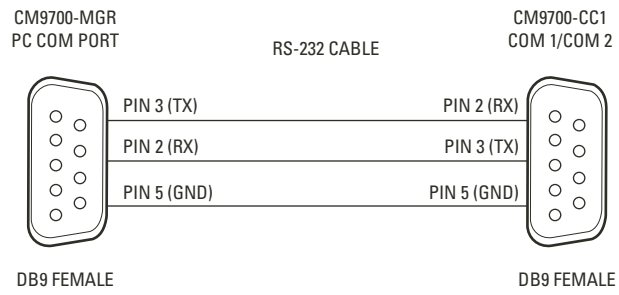 CM9700-MGR
PC COM PORT
RS-232 CABLE
CM9700-CC1
COM 1/COM 2
PIN 3 (TX)
PIN 2 (RX)
PIN 2 (RX)
PIN 3 (TX)
PIN 5 (GND)
PIN 5 (GND)
DB9 FEMALE
DB9 FEMALE